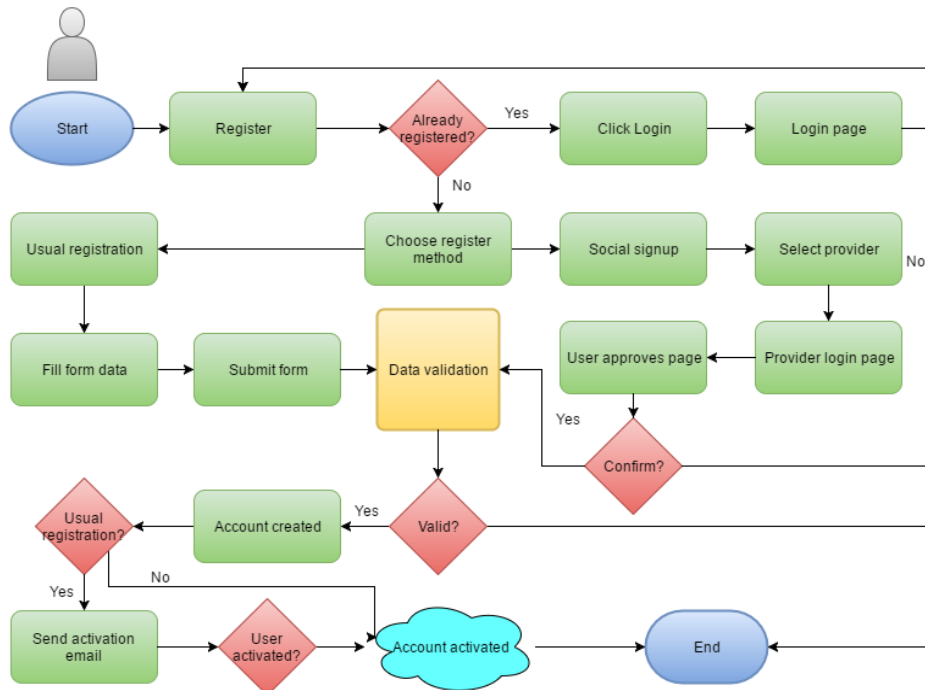 Start
Register
Already
registered?
Yes
Click Login
Login page
No
Usual registration
Choose register
method
Social signup
Select provider
No
Fill form data
Submit form
Data validation
User approves page
Provider login page
Yes
Confirm?
Usual
registration?
Account created
Yes
Valid?
Yes
No
Send activation
email
User
activated?
Account activated
End